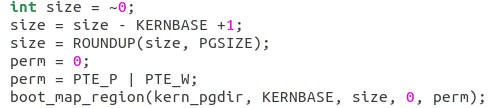 int size = ~0;
size = size - KERNBASE +1;
size = ROUNDUP(size, PGSIZE);
perm = 0;
perm = PTE_P | PTE_W;
boot_map_region(kern_pgdir, KERNBASE, size, 0, perm);